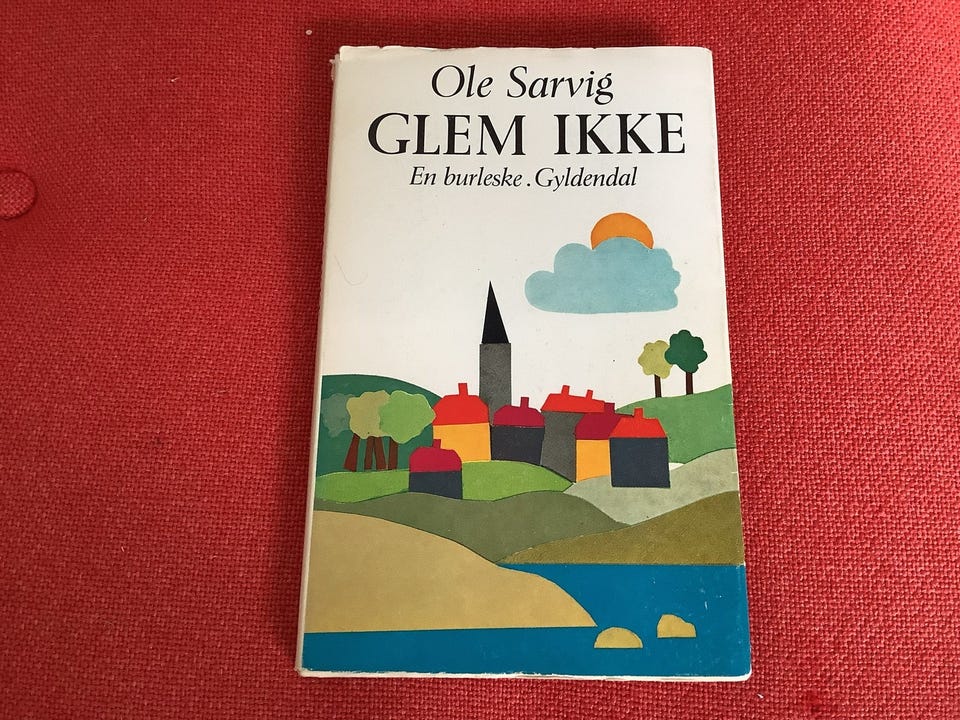 Ole Sarvig
GLEM IKKE
En burleske . Gyldendal